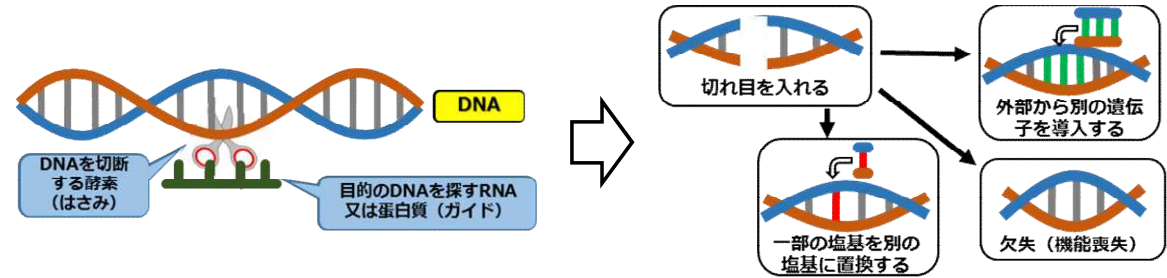 DNA
DNAを切断
する酵素
（はさみ）
目的のDNAを探すRNA
又は蛋白質（ガイド）
切れ目を入れる
外部から別の遺伝
子を導入する
一部の塩基を別の
塩基に置換する
欠失（機能喪失）